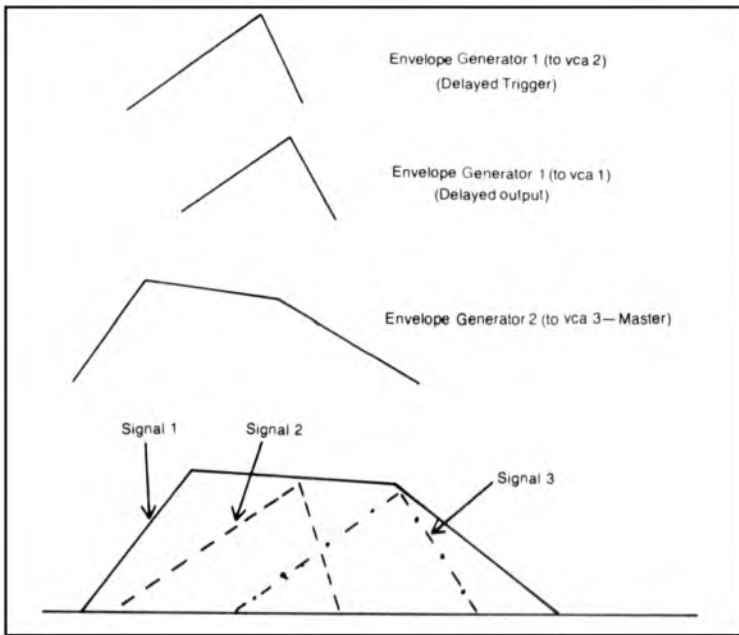 Envelope Generator 1 (to vca 2)
(Delayed Trigger)
Envelope Generator 1 (to vca 1)
(Delayed output)
Envelope Generator 2 (to vca 3—Master)
Signal 1
Signal 2
Signal 3